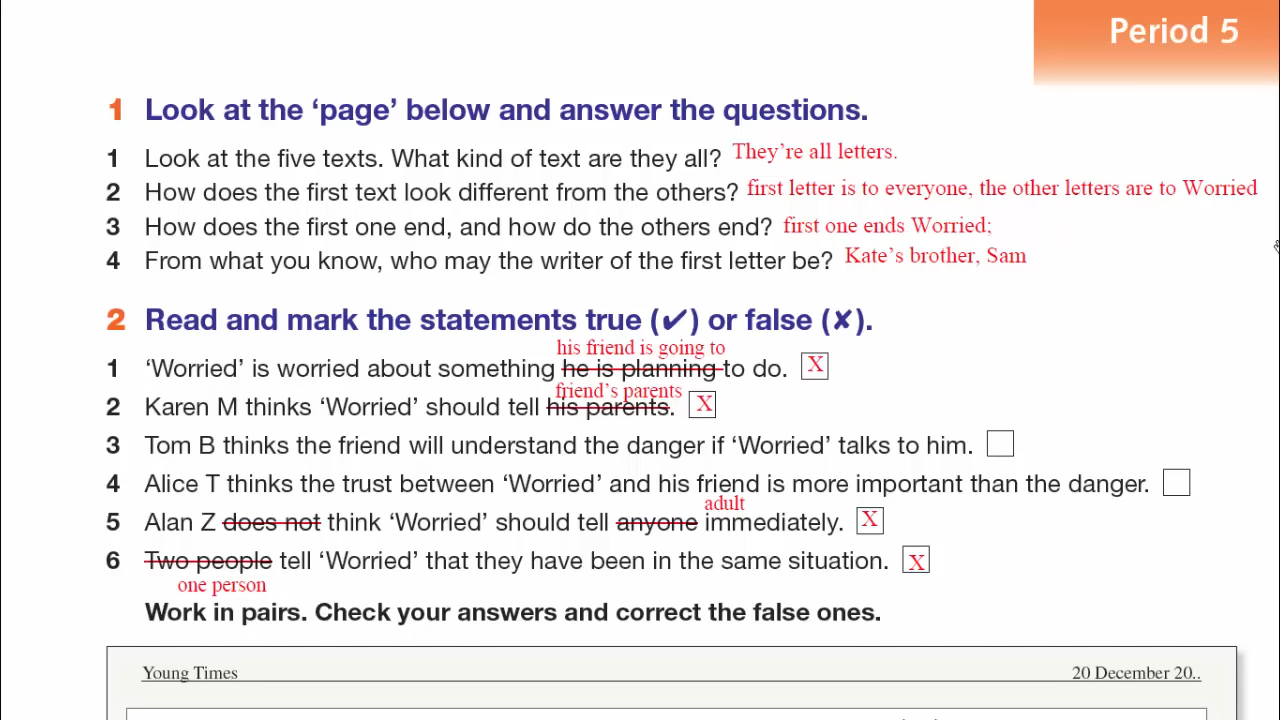 Period 5
1 Look at the ‘page’ below and answer the questions.
1 Look at the five texts. What kind of text are they all? They're all letters.
2 How does the first text look different from the others? first letter is to everyone, the other letters are to Worried
3 How does the first one end, and how do the others end? first one ends Worried;
4 From what you know, who may the writer of the first letter be? Kate's brother, Sam
2 Read and mark the statements true (✔) or false (✘).
his friend is going to
1 ‘Worried’ is worried about something he is planning to do. X
friend's parents
2 Karen M thinks ‘Worried’ should tell his parents. X
3 Tom B thinks the friend will understand the danger if ‘Worried’ talks to him.
4 Alice T thinks the trust between ‘Worried’ and his friend is more important than the danger.
adult
5 Alan Z does not think ‘Worried’ should tell anyone immediately. X
6 Two people tell ‘Worried’ that they have been in the same situation. X
one person
Work in pairs. Check your answers and correct the false ones.
Young Times 20 December 20..